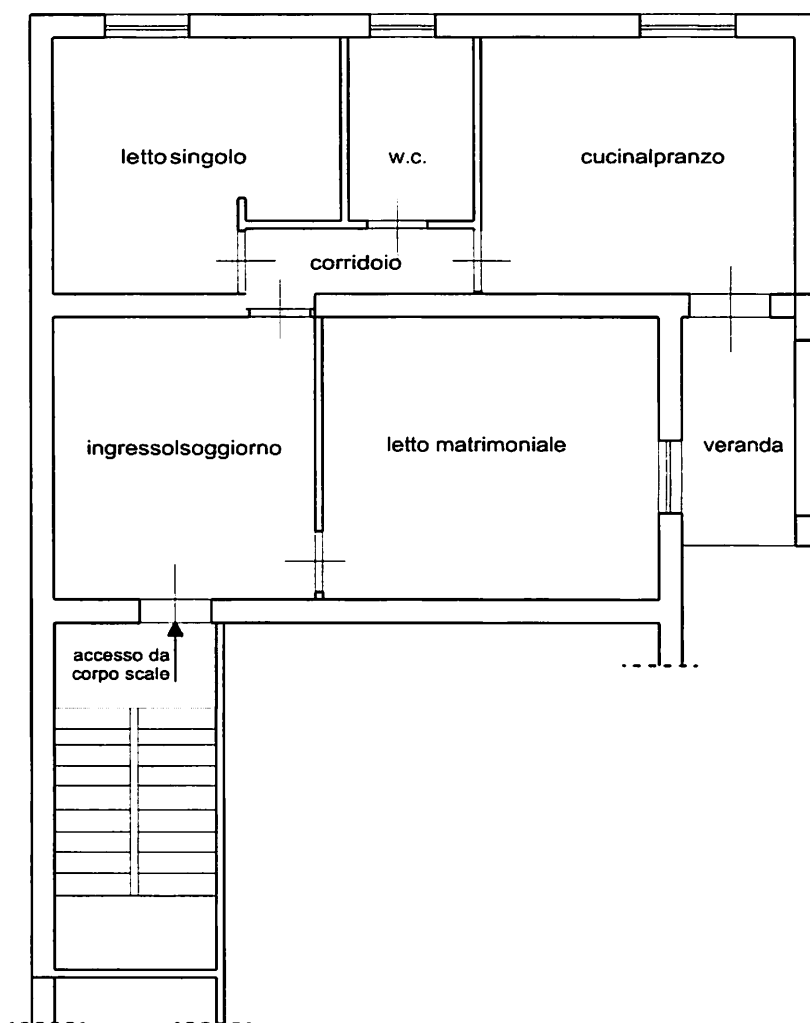 letto singolo
w.c.
cucinalpranzo
corridoio
ingressolsoggiorno
letto matrimoniale
veranda
accesso da
corpo scale